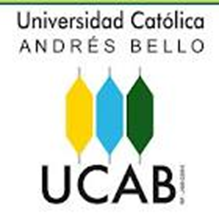 Universidad Católica
ANDRÉS BELLO
UCAB